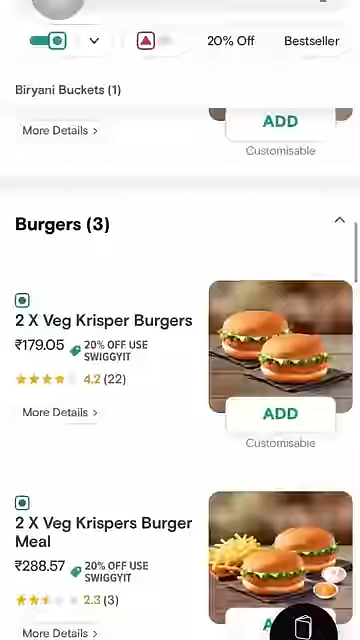 20% Off
Bestseller
Biryani Buckets (1)
More Details >
ADD
Customisable
Burgers (3)
2 X Veg Krisper Burgers
₹179.05
20% OFF USE
SWIGGYIT
4.2 (22)
More Details >
ADD
Customisable
2 X Veg Krispers Burger
Meal
₹288.57
20% OFF USE
SWIGGYIT
2.3 (3)
More Details >